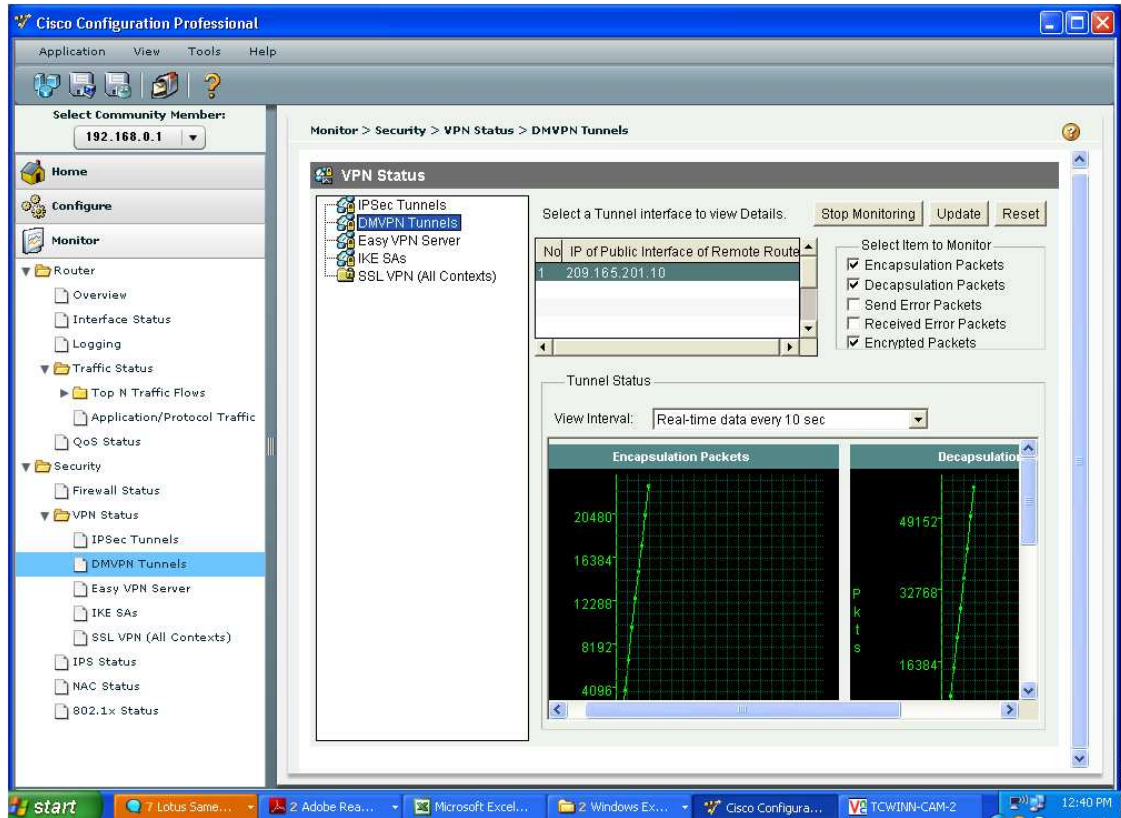 Cisco Configuration Professional
Application View Tools Help
Select Community Member:
192.168.0.1
Home
Configure
Monitor
Router
Overview
Interface Status
Logging
Traffic Status
Top N Traffic Flows
Application/Protocol Traffic
QoS Status
Security
Firewall Status
VPN Status
IPSec Tunnels
DMVPN Tunnels
Easy VPN Server
IKE SAs
SSL VPN (All Contexts)
IPS Status
NAC Status
802.1x Status
Monitor > Security > VPN Status > DMVPN Tunnels
VPN Status
IPSec Tunnels
DMVPN Tunnels
Easy VPN Server
IKE SAs
SSL VPN (All Contexts)
Select a Tunnel interface to view Details.
Stop Monitoring Update Reset
No IP of Public Interface of Remote Route
1 209.165.201.10
Select Item to Monitor
Encapsulation Packets
Decapsulation Packets
Send Error Packets
Received Error Packets
Encrypted Packets
Tunnel Status
View Interval: Real-time data every 10 sec
Encapsulation Packets
20480
16384
12288
8192
4096
Decapsulation
Pkts
49152
32768
16384
start
7 Lotus Same...
2 Adobe Rea...
Microsoft Excel...
2 Windows Ex...
Cisco Configura...
TCWINN-CAM-2
12:40 PM